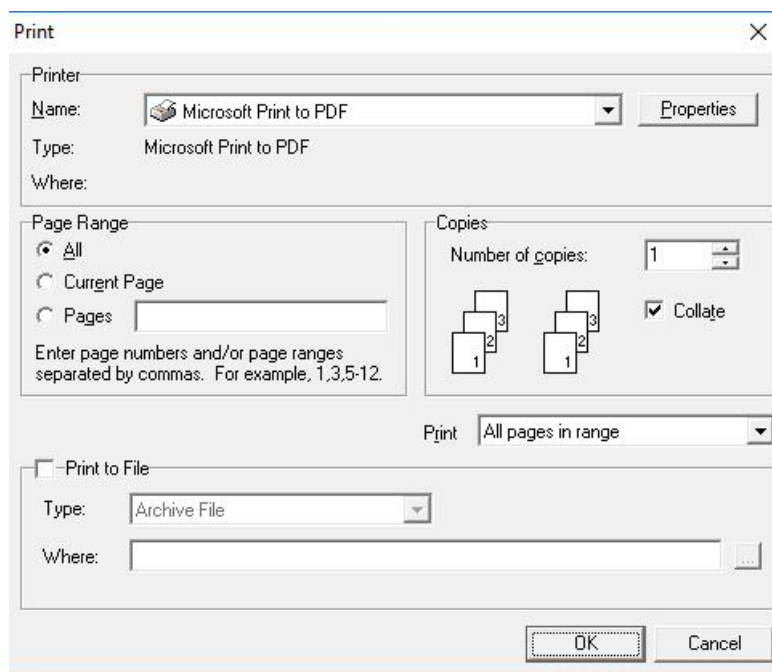 Print
Printer
Name: Microsoft Print to PDF Properties
Type: Microsoft Print to PDF
Where:
Page Range
All
Current Page
Pages
Enter page numbers and/or page ranges
separated by commas. For example, 1,3,5-12.
Copies
Number of copies: 1
1 2 3 1 2 3
Collate
Print All pages in range
Print to File
Type: Archive File
Where: ...
OK Cancel